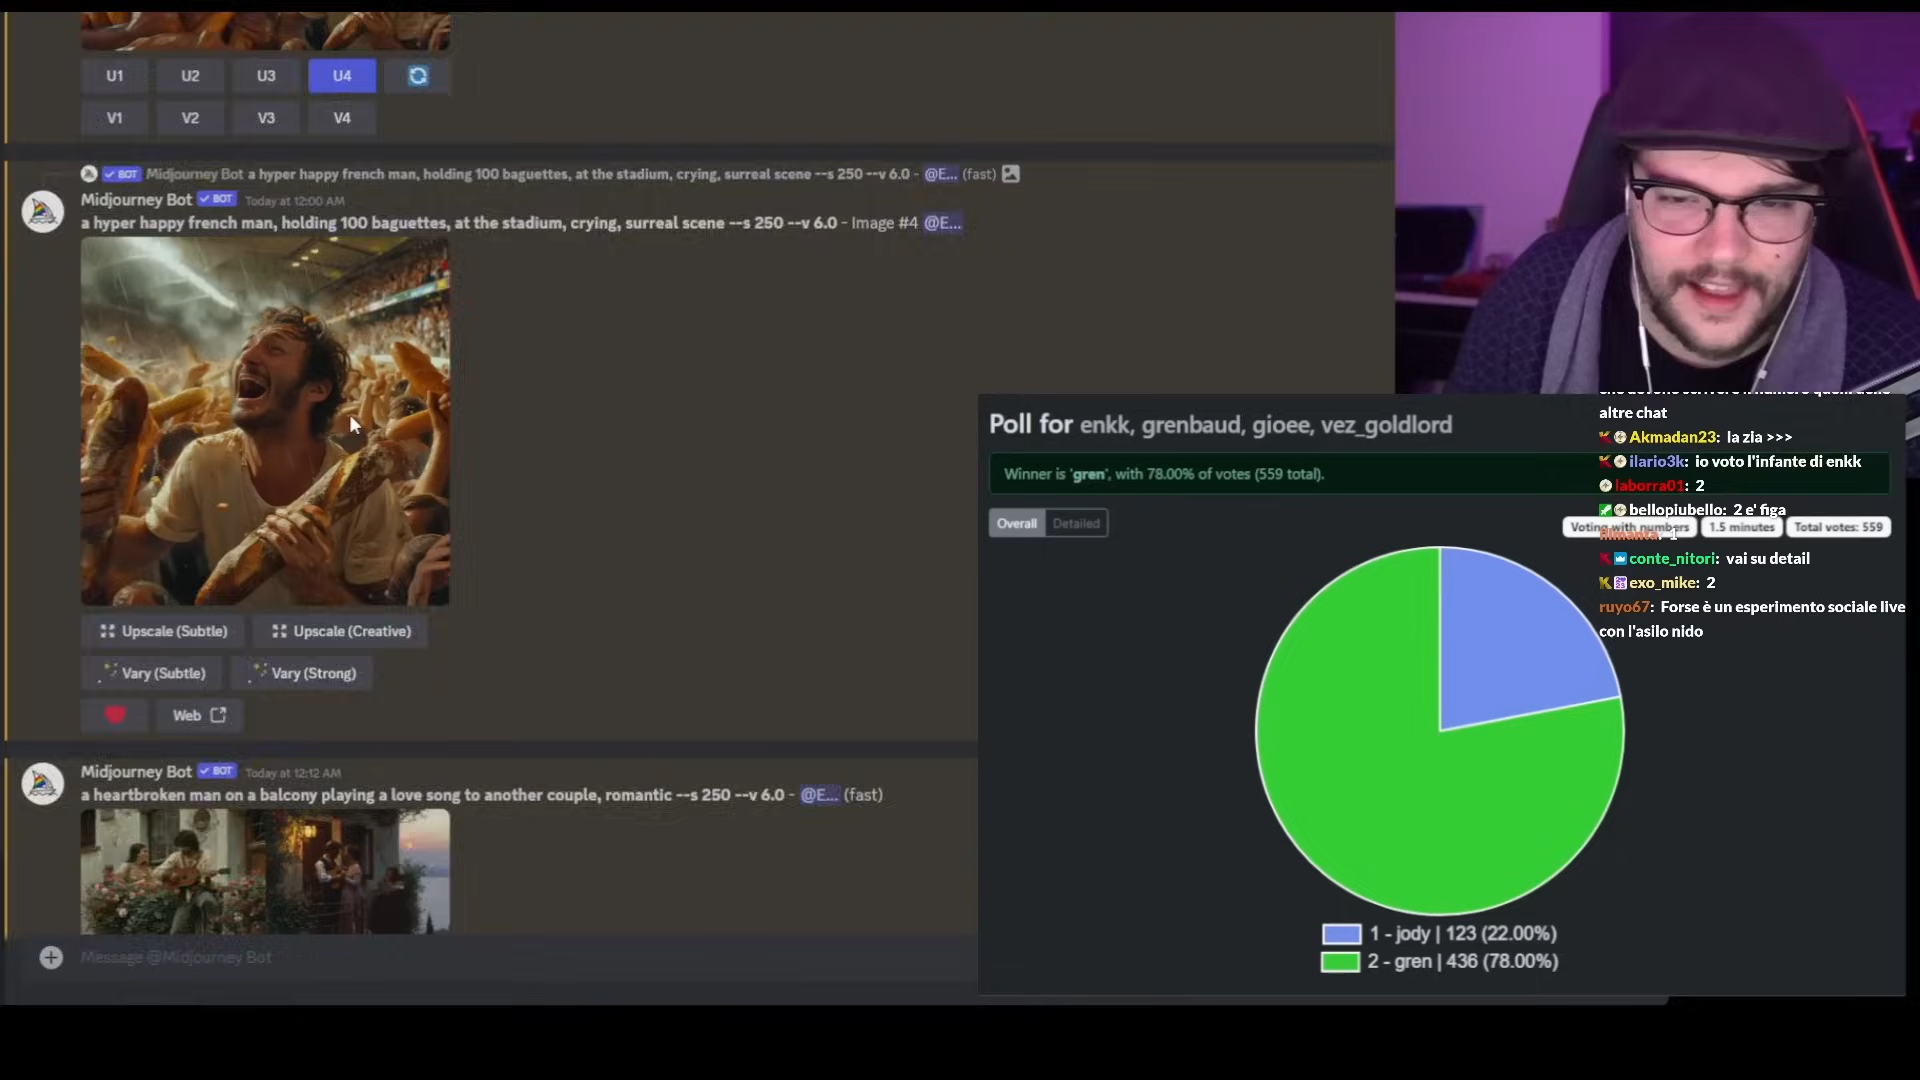 U1 U2 U3 U4
V1 V2 V3 V4
BOT Midjourney Bot a hyper happy french man, holding 100 baguettes, at the stadium, crying, surreal scene --s 250 --v 6.0 - @E... (fast)
Midjourney Bot BOT Today at 12:00 AM
a hyper happy french man, holding 100 baguettes, at the stadium, crying, surreal scene --s 250 --v 6.0 - Image #4 @E...
Upscale (Subtle) Upscale (Creative)
Vary (Subtle) Vary (Strong)
Web
Midjourney Bot BOT Today at 12:12 AM
a heartbroken man on a balcony playing a love song to another couple, romantic --s 250 --v 6.0 - @E... (fast)
Message @Midjourney Bot
Poll for enkk, grenbaud, gioee, vez_goldlord
Winner is 'gren', with 78.00% of votes (559 total).
Overall Detailed
Voting with numbers 1.5 minutes Total votes: 559
1 - jody | 123 (22.00%)
2 - gren | 436 (78.00%)
altre chat
Akmadan23: la zia >>>
ilario3k: io voto l'infante di enkk
laborra01: 2
bellopiubello: 2 e' figa
1
conte_nitori: vai su detail
exo_mike: 2
ruyo67: Forse è un esperimento sociale live
con l'asilo nido